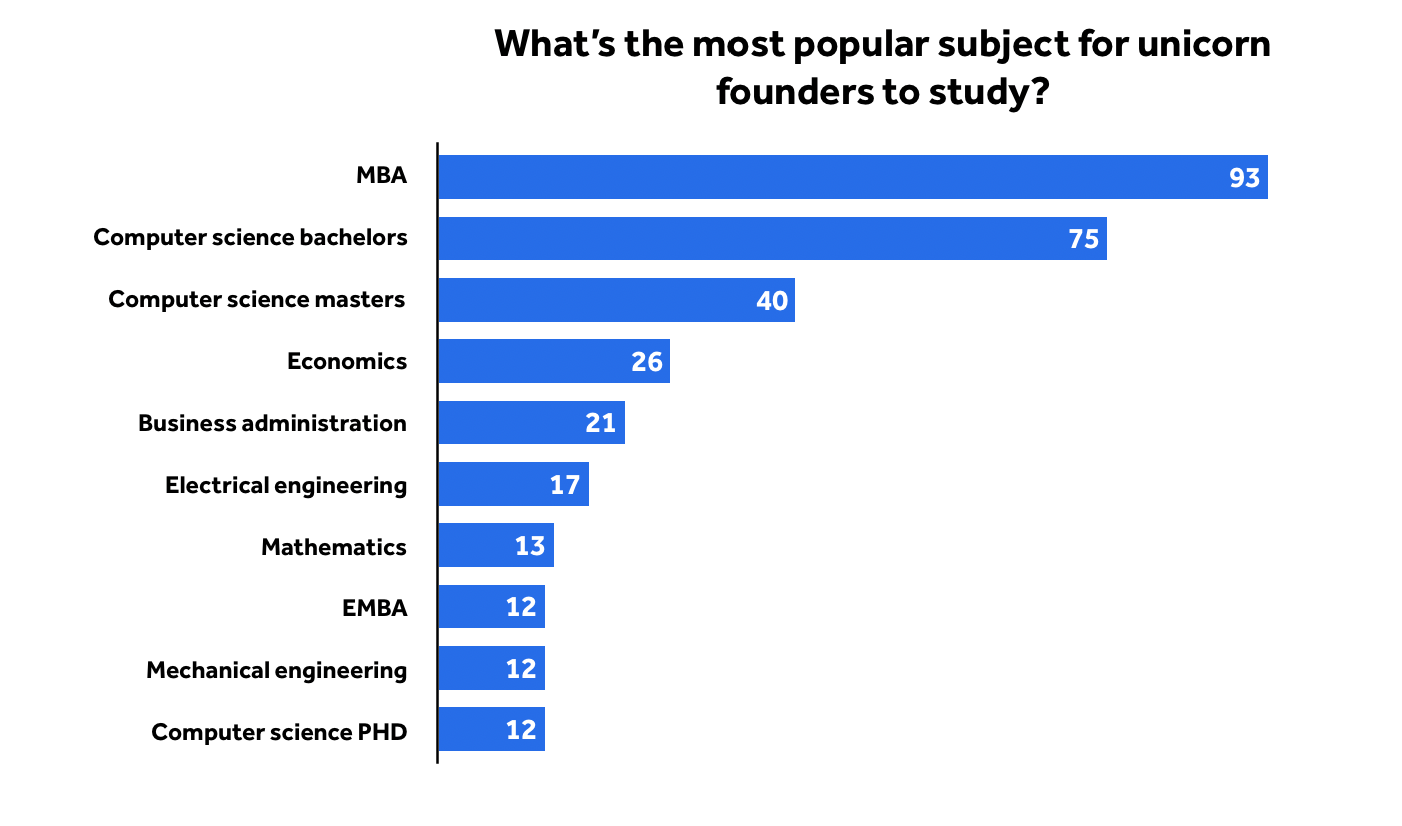 What’s the most popular subject for unicorn
founders to study?
MBA 93
Computer science bachelors 75
Computer science masters 40
Economics 26
Business administration 21
Electrical engineering 17
Mathematics 13
EMBA 12
Mechanical engineering 12
Computer science PHD 12